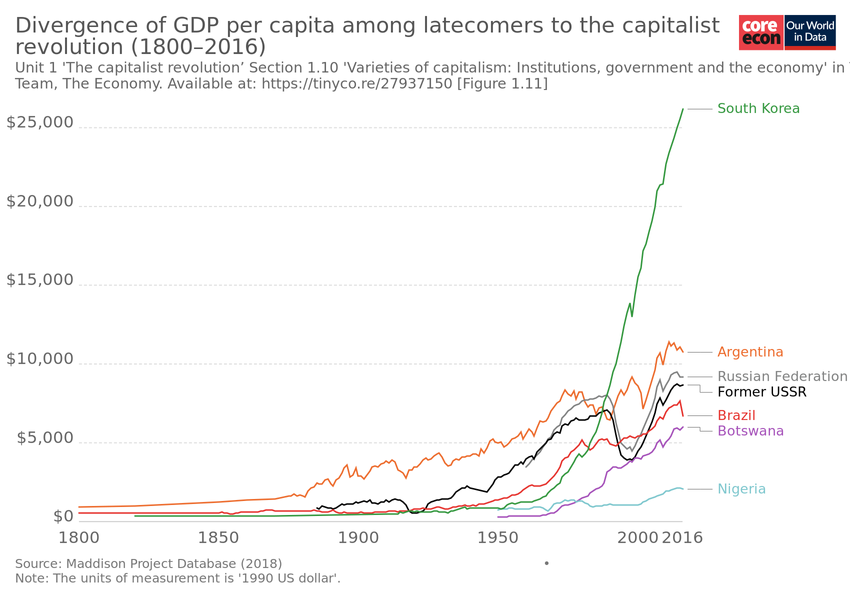 Divergence of GDP per capita among latecomers to the capitalist
revolution (1800–2016)
core
econ
Our World
in Data
Unit 1 'The capitalist revolution’ Section 1.10 'Varieties of capitalism: Institutions, government and the economy' in
Team, The Economy. Available at: https://tinyco.re/27937150 [Figure 1.11]
$25,000
$20,000
$15,000
$10,000
$5,000
$0
South Korea
Argentina
Russian Federation
Former USSR
Brazil
Botswana
Nigeria
1800
1850
1900
1950
2000
2016
Source: Maddison Project Database (2018)
Note: The units of measurement is '1990 US dollar'.
•